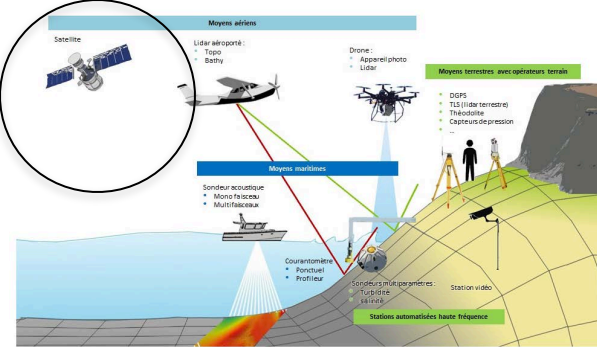 Moyens aériens
Satellite
Lidar aéroporté :
Topo
Bathy
Drone :
Appareil photo
Lidar
Moyens terrestres avec opérateurs terrain
DGPS
TLS (lidar terrestre)
Théodolite
Capteurs de pression
...
Moyens maritimes
Sondeur acoustique
Mono faisceau
Multifaisceaux
Courantomètre
Ponctuel
Profileur
Sondeurs multiparamètres :
Turbidité
salinité
Station vidéo
Stations automatisées haute fréquence